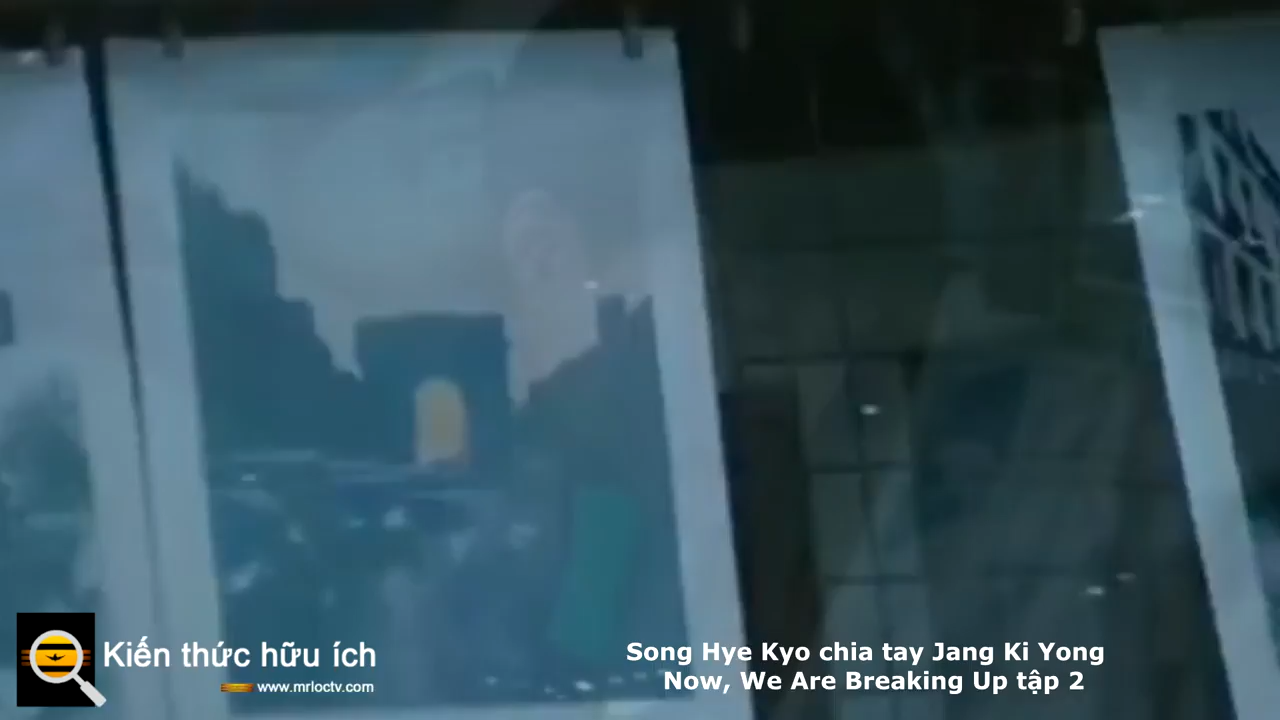 Kiến thức hữu ích
www.mrloctv.com
Song Hye Kyo chia tay Jang Ki Yong
Now, We Are Breaking Up tập 2